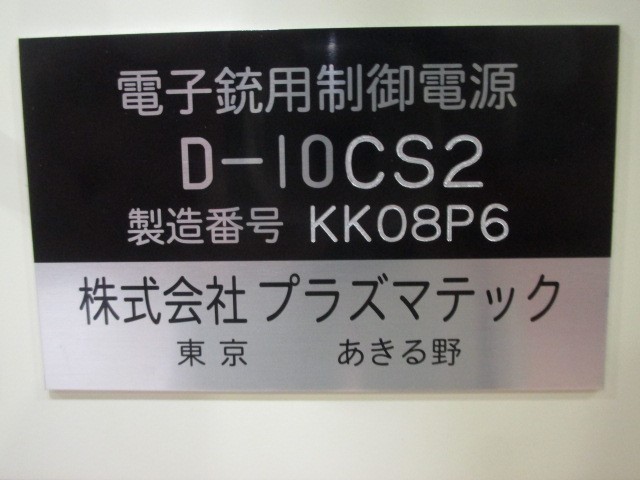 電子銃用制御電源
D-10CS2
製造番号 KK08P6
株式会社 プラズマテック
東京 あきる野